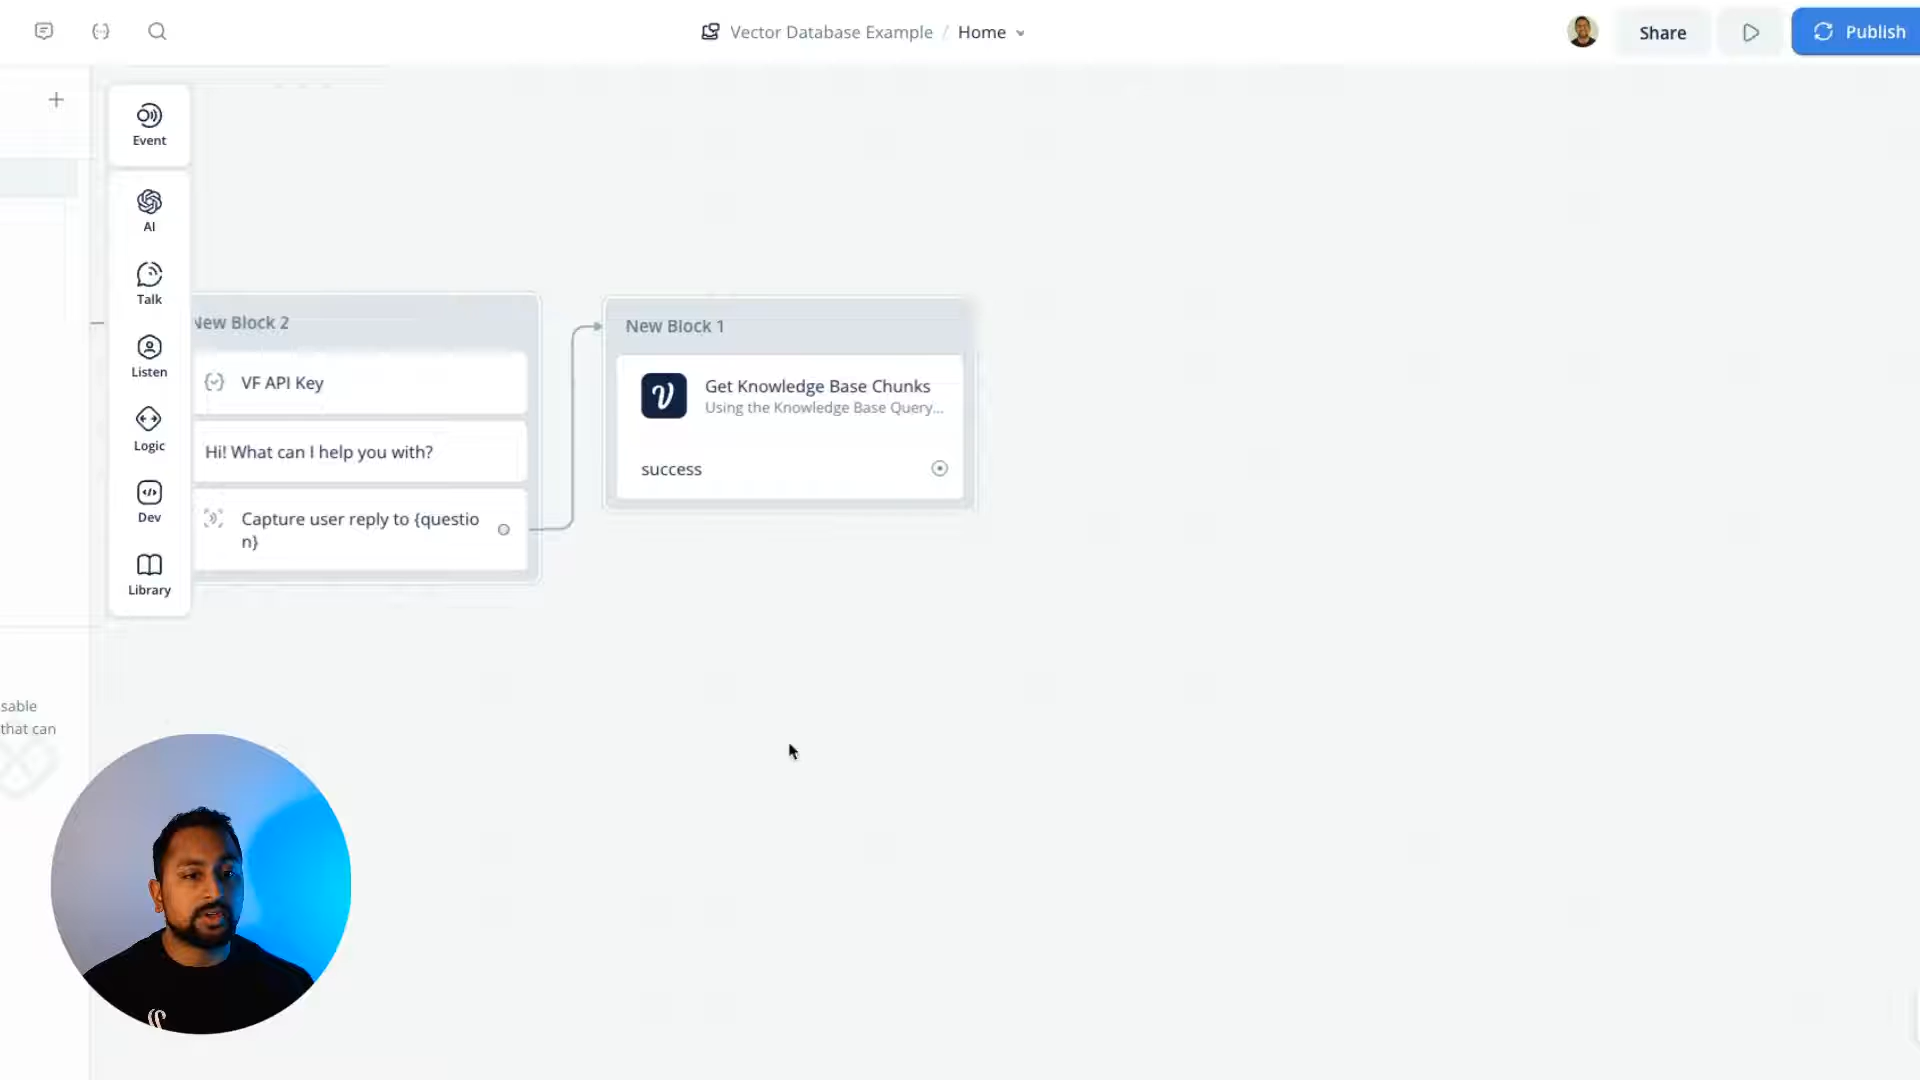 Vector Database Example / Home
Share
Publish
Event
AI
Talk
Listen
Logic
Dev
Library
New Block 2
VF API Key
Hi! What can I help you with?
Capture user reply to {questio
n}
New Block 1
Get Knowledge Base Chunks
Using the Knowledge Base Query...
success
sable
that can